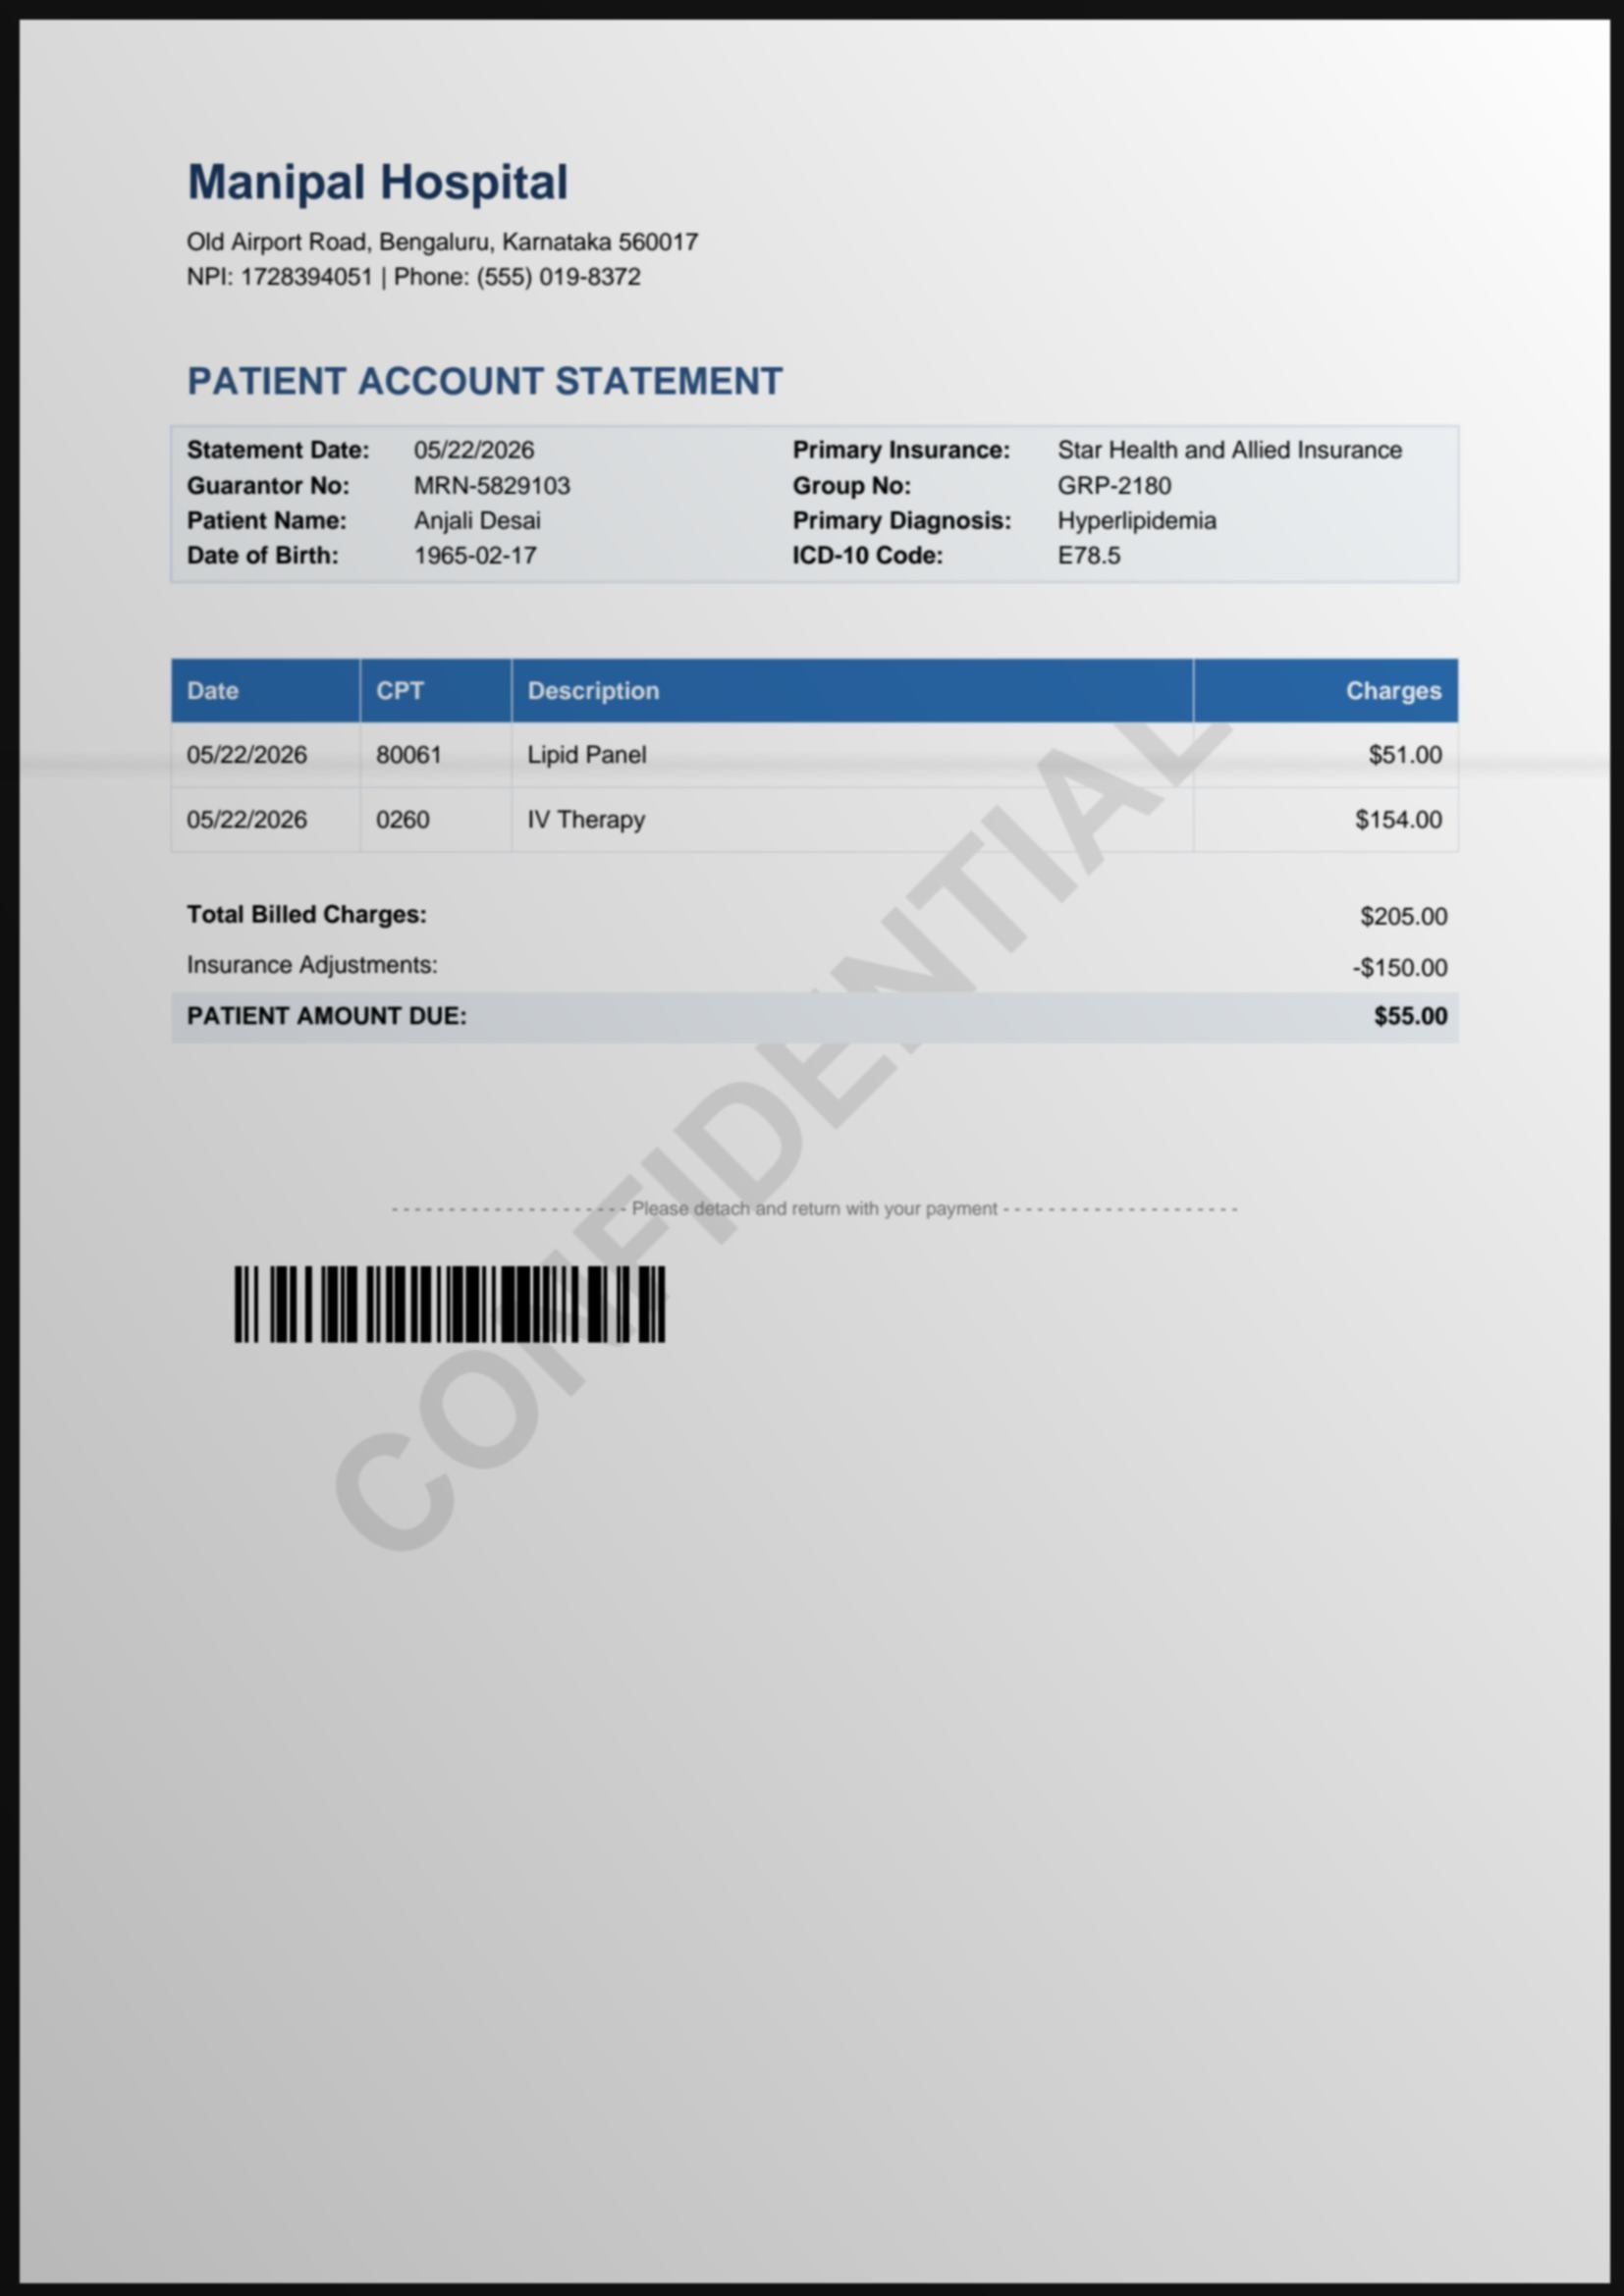 Manipal Hospital
Old Airport Road, Bengaluru, Karnataka 560017
NPI: 1728394051 | Phone: (555) 019-8372
PATIENT ACCOUNT STATEMENT
Statement Date: 05/22/2026 Primary Insurance: Star Health and Allied Insurance
Guarantor No: MRN-5829103 Group No: GRP-2180
Patient Name: Anjali Desai Primary Diagnosis: Hyperlipidemia
Date of Birth: 1965-02-17 ICD-10 Code: E78.5
Date CPT Description Charges
05/22/2026 80061 Lipid Panel $51.00
05/22/2026 0260 IV Therapy $154.00
Total Billed Charges: $205.00
Insurance Adjustments: -$150.00
PATIENT AMOUNT DUE: $55.00
- - - - - - - - - - - - - - - - - - - - - Please detach and return with your payment - - - - - - - - - - - - - - - - - - - - -
CONFIDENTIAL